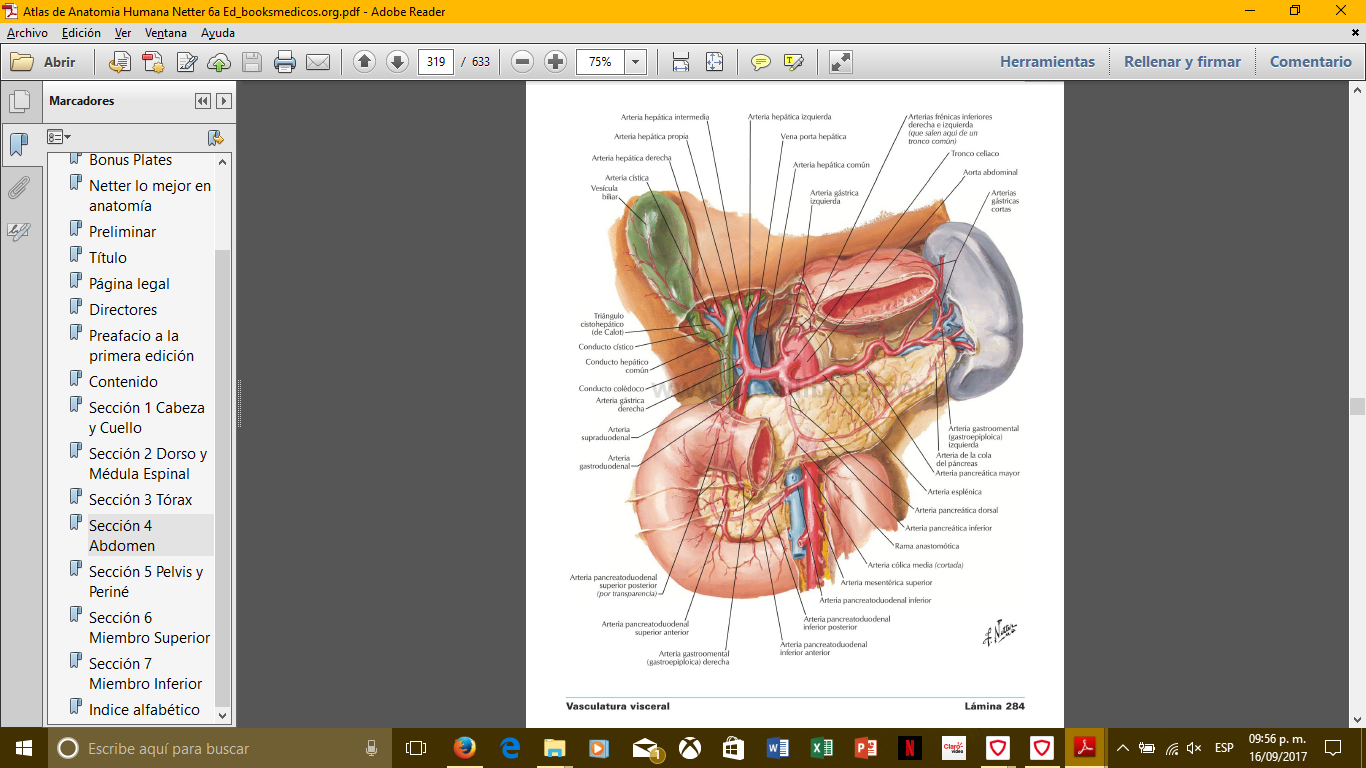 Atlas de Anatomia Humana Netter 6a Ed_booksmedicos.org.pdf - Adobe Reader
Archivo Edición Ver Ventana Ayuda
Abrir 319 / 633 75% Herramientas Rellenar y firmar Comentario
Marcadores
Bonus Plates
Netter lo mejor en
anatomía
Preliminar
Título
Página legal
Directores
Preafacio a la
primera edición
Contenido
Sección 1 Cabeza
y Cuello
Sección 2 Dorso y
Médula Espinal
Sección 3 Tórax
Sección 4
Abdomen
Sección 5 Pelvis y
Periné
Sección 6
Miembro Superior
Sección 7
Miembro Inferior
Indice alfabético
Arteria hepática intermedia
Arteria hepática propia
Arteria hepática derecha
Arteria cística
Vesícula
biliar
Arteria hepática izquierda
Vena porta hepática
Arteria hepática común
Arteria gástrica
izquierda
Arterias frénicas inferiores
derecha e izquierda
(que salen aquí de un
tronco común)
Tronco celíaco
Aorta abdominal
Arterias
gástricas
cortas
Triángulo
cistohepático
(de Calot)
Conducto cístico
Conducto hepático
común
Conducto colédoco
Arteria gástrica
derecha
Arteria
supraduodenal
Arteria
gastroduodenal
Arteria gastroomental
(gastroepiploica)
izquierda
Arteria de la cola
del páncreas
Arteria pancreática mayor
Arteria esplénica
Arteria pancreática dorsal
Arteria pancreática inferior
Rama anastomótica
Arteria cólica media (cortada)
Arteria mesentérica superior
Arteria pancreatoduodenal inferior
Arteria pancreatoduodenal
inferior posterior
Arteria pancreatoduodenal
inferior anterior
Arteria pancreatoduodenal
superior posterior
(por transparencia)
Arteria pancreatoduodenal
superior anterior
Arteria gastroomental
(gastroepiploica) derecha
F. Netter
Vasculatura visceral Lámina 284
Escribe aquí para buscar
1
N
Claro
video
ESP
09:56 p. m.
16/09/2017